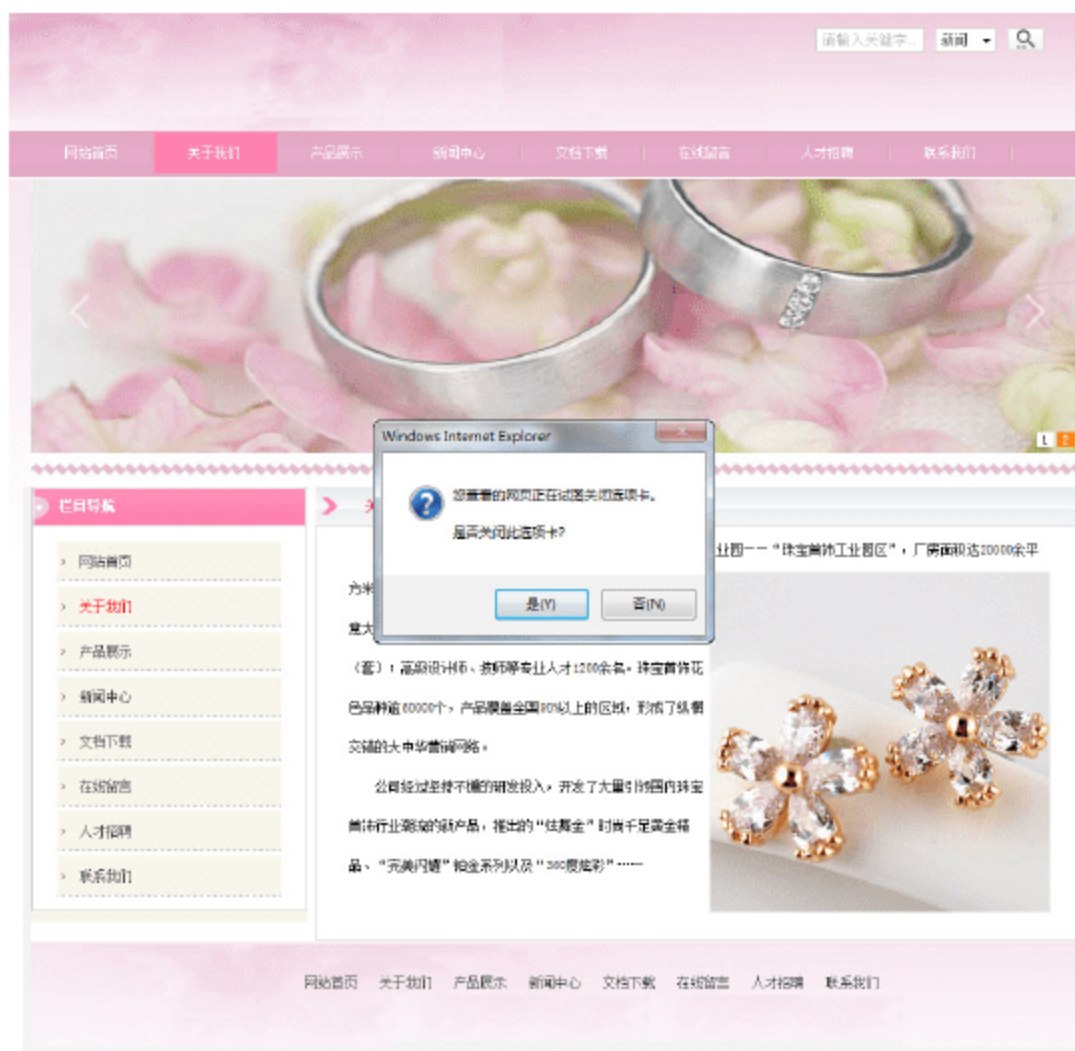 请输入关键字..
新闻
网站首页 关于我们 产品展示 新闻中心 文档下载 在线留言 人才招聘 联系我们
1 2
Windows Internet Explorer
您查看的网页正在试图关闭选项卡。
是否关闭此选项卡?
是(Y) 否(N)
栏目导航
网站首页
关于我们
产品展示
新闻中心
文档下载
在线留言
人才招聘
联系我们
关
业园——“珠宝首饰工业园区”,厂房面积达20000余平
方米
意大
(套);高级设计师、技师等专业人才1200余名。珠宝首饰花
色品种逾60000个,产品覆盖全国90%以上的区域,形成了纵横
交错的大中华营销网络。
公司经过坚持不懈的研发投入,开发了大量引领国内珠宝
首饰行业潮流的新产品,推出的“炫舞金”时尚千足黄金精
品、“完美闪耀”铂金系列以及“360度炫彩”……
网站首页 关于我们 产品展示 新闻中心 文档下载 在线留言 人才招聘 联系我们